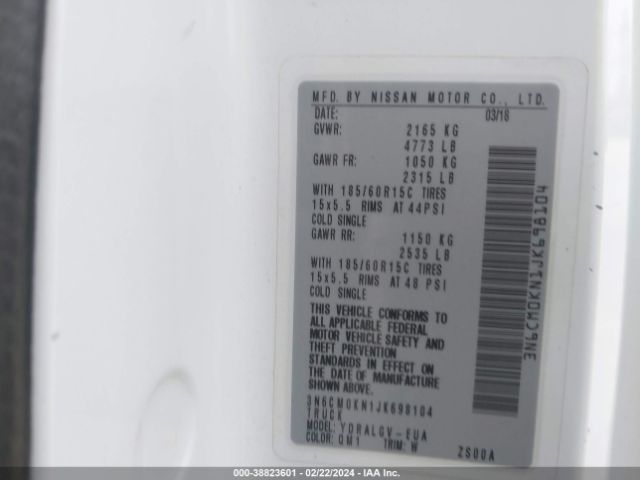 MFD. BY NISSAN MOTOR CO., LTD.
DATE: 03/18
GVWR: 2165 KG
4773 LB
GAWR FR: 1050 KG
2315 LB
WITH 185/60R15C TIRES
15x5.5 RIMS AT 44PSI
COLD SINGLE
GAWR RR: 1150 KG
2535 LB
WITH 185/60R15C TIRES
15x5.5 RIMS AT 48 PSI
COLD SINGLE
THIS VEHICLE CONFORMS TO
ALL APPLICABLE FEDERAL
MOTOR VEHICLE SAFETY AND
THEFT PREVENTION
STANDARDS IN EFFECT ON
THE DATE OF MANUFACTURE
SHOWN ABOVE.
3N6CM0KN1JK698104
TRUCK
MODEL: YDRALGV-EUA
COLOR: QM1 TRIM: W ZS00A
3N6CM0KN1JK698104
000-38823601 - 02/22/2024 - IAA Inc.